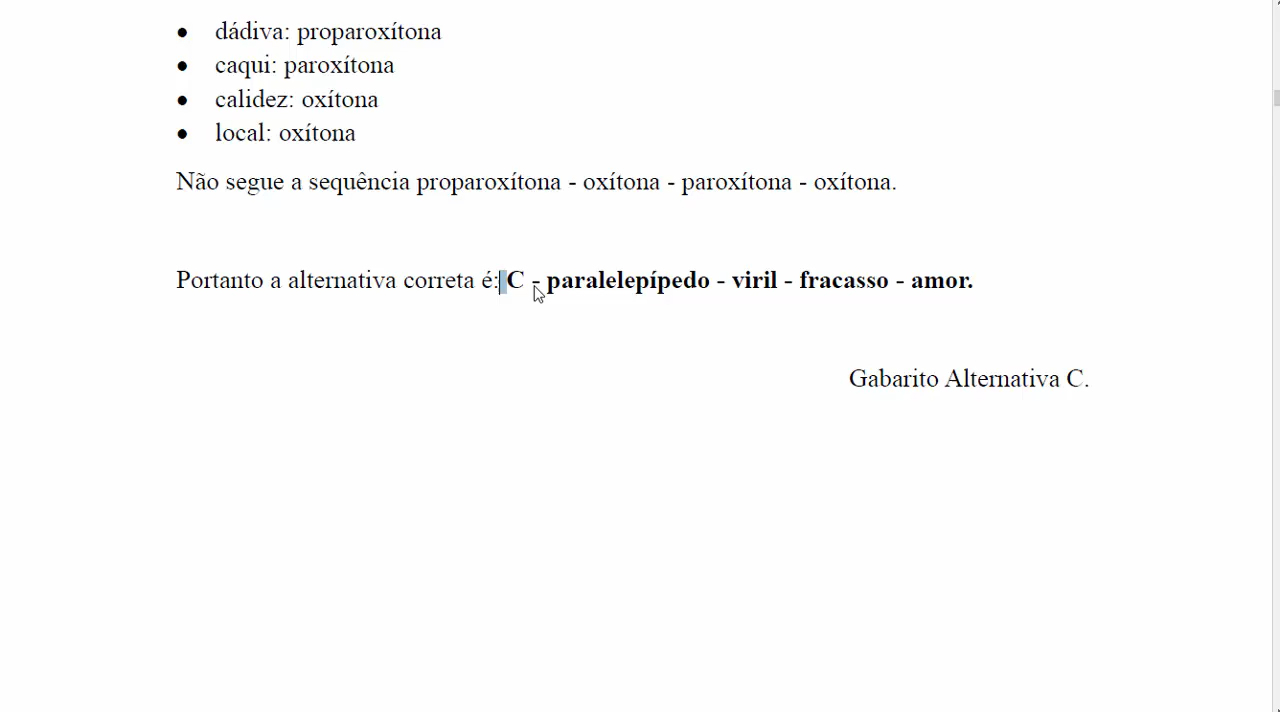 ● dádiva: proparoxítona
● caqui: paroxítona
● calidez: oxítona
● local: oxítona
Não segue a sequência proparoxítona - oxítona - paroxítona - oxítona.
Portanto a alternativa correta é: C - paralelepípedo - viril - fracasso - amor.
Gabarito Alternativa C.